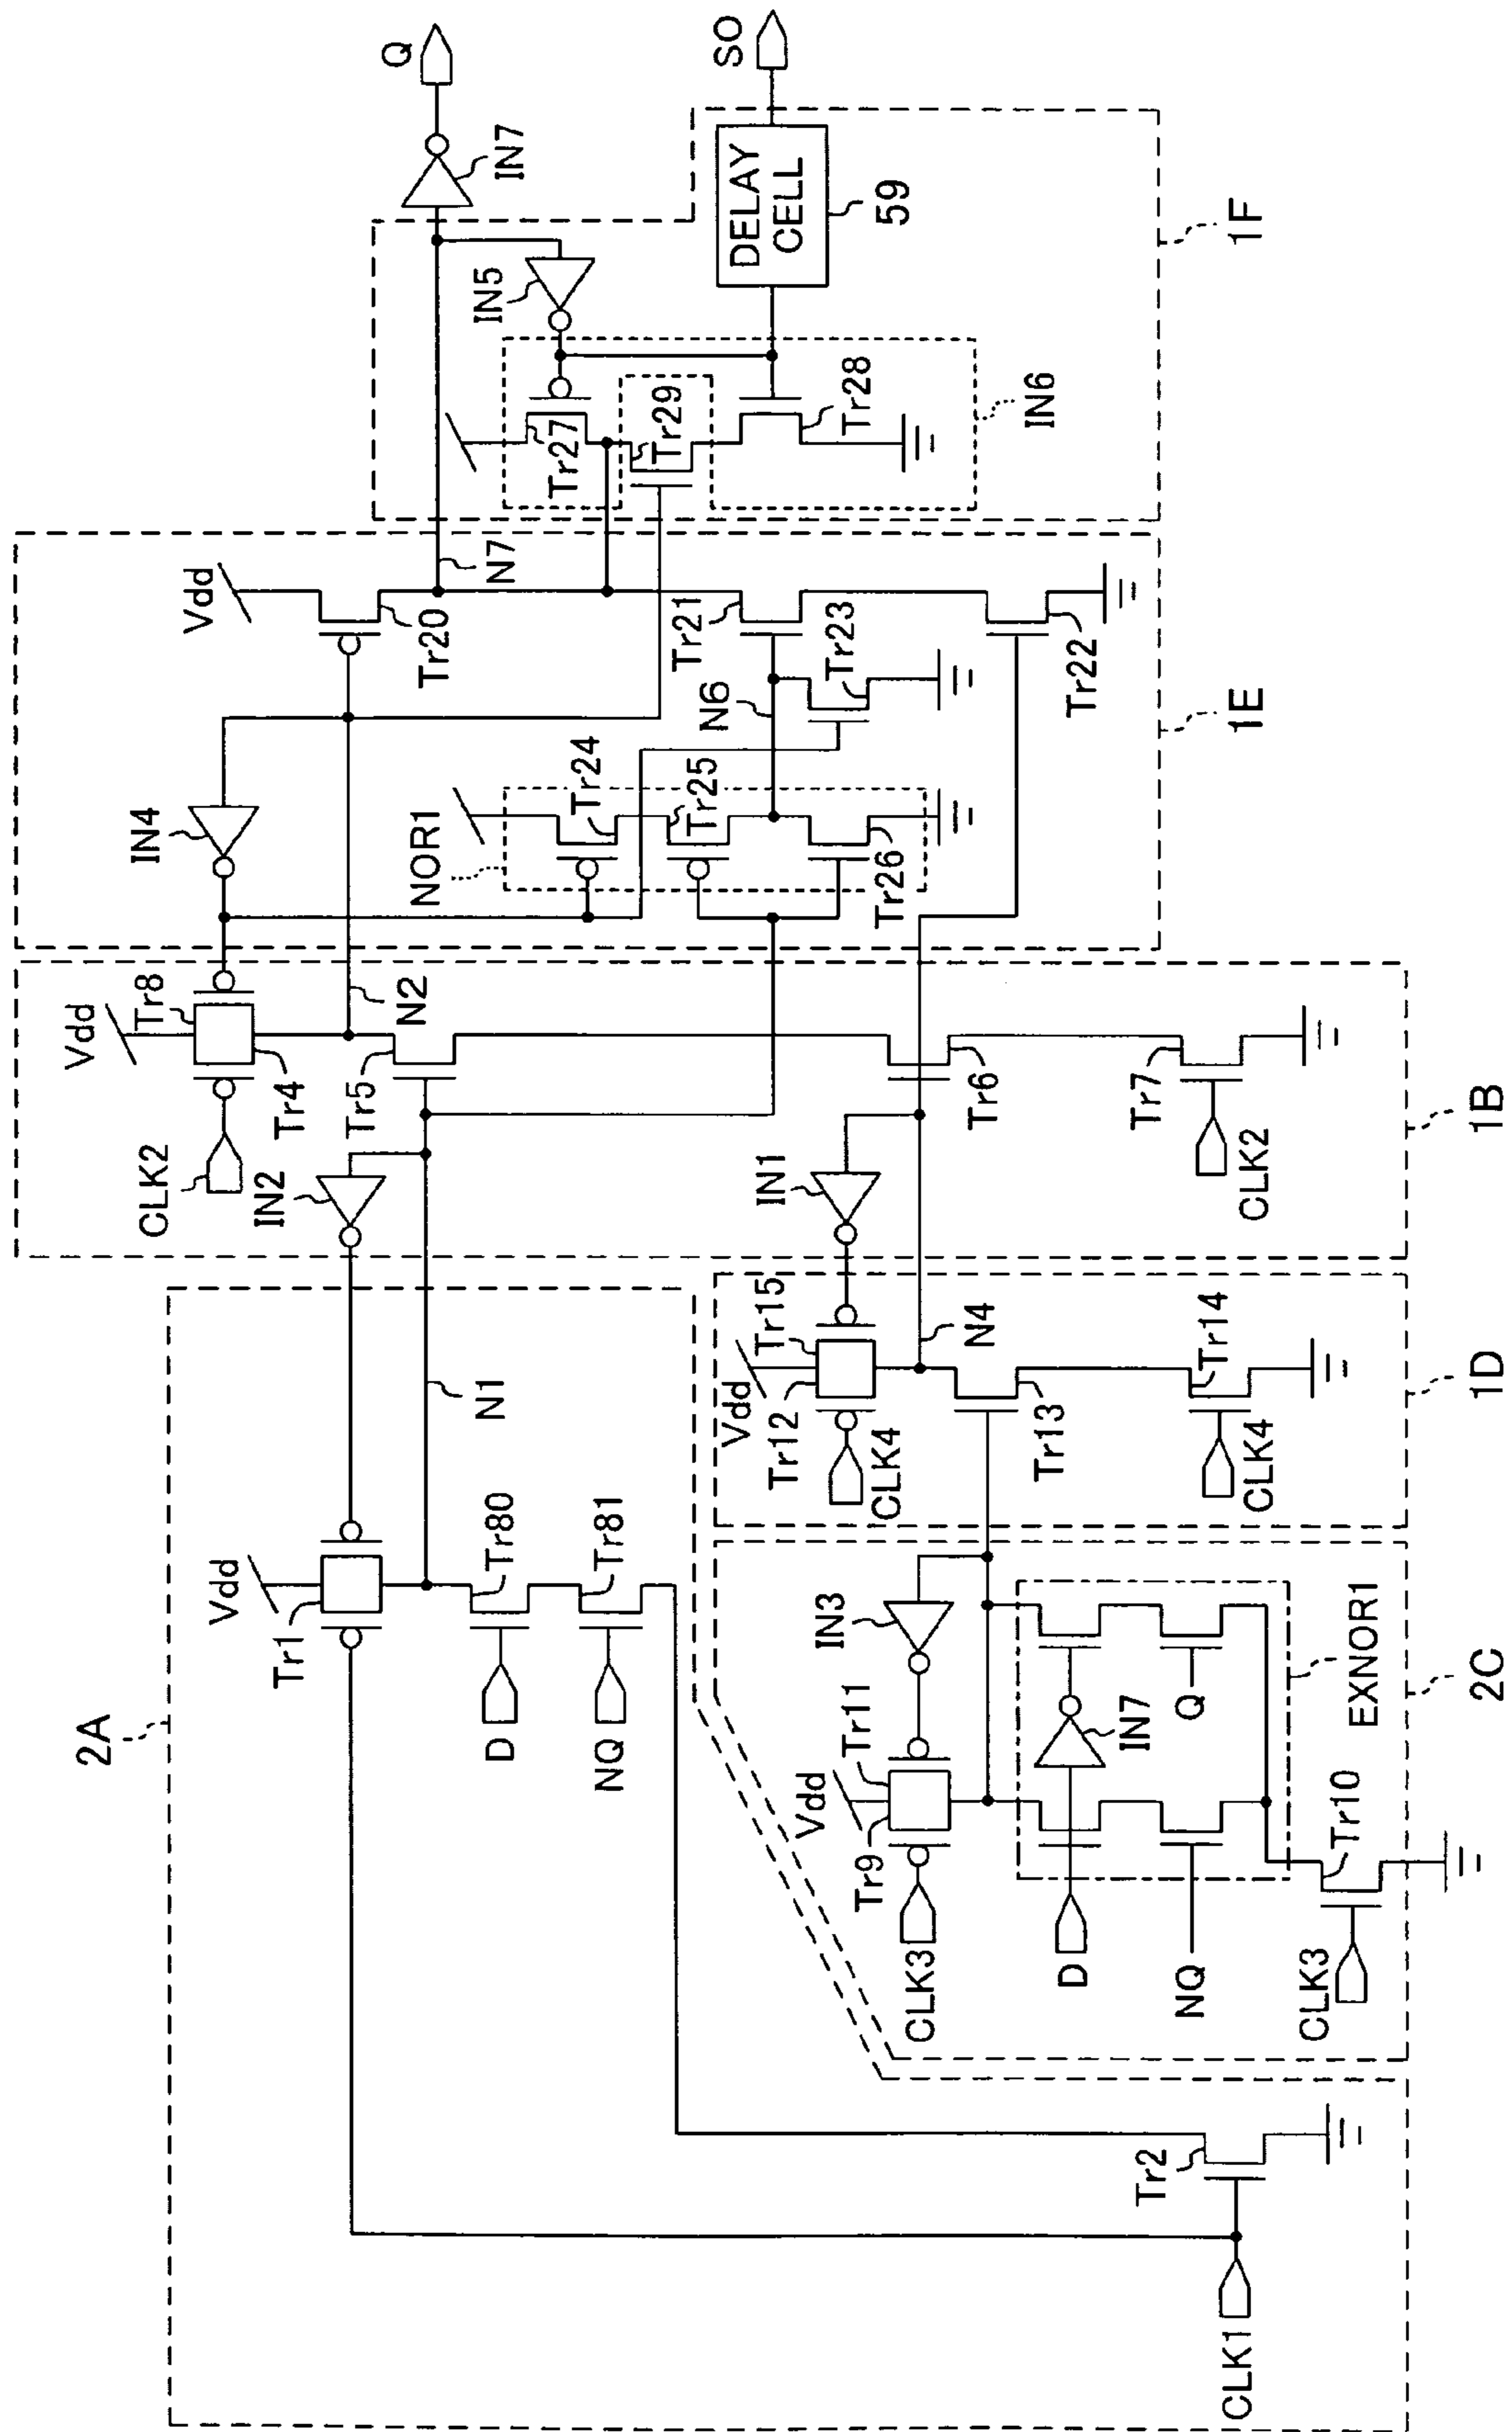 2A
Vdd
Tr1
D
Tr80
NQ
Tr81
N1
CLK1
Tr2
Vdd
Tr9
Tr11
CLK3
IN3
D
IN7
Q
NQ
EXNOR1
CLK3
Tr10
2C
Vdd
Tr12
Tr15
CLK4
N4
Tr13
CLK4
Tr14
1D
Vdd
Tr8
CLK2
Tr4
N2
IN2
Tr5
IN1
Tr6
Tr7
CLK2
1B
IN4
Vdd
Tr20
N7
NOR1
Tr24
Tr25
Tr26
N6
Tr21
Tr23
Tr22
1E
Q
IN7
IN5
Tr27
Tr29
Tr28
IN6
DELAY
CELL
59
SO
1F